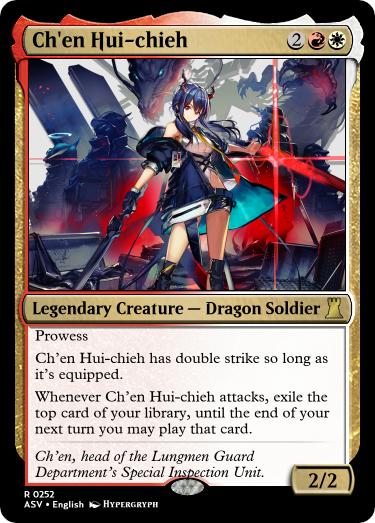 Ch'en Hui-chieh 2
Legendary Creature — Dragon Soldier
Prowess
Ch'en Hui-chieh has double strike so long as
it's equipped.
Whenever Ch'en Hui-chieh attacks, exile the
top card of your library, until the end of your
next turn you may play that card.
Ch'en, head of the Lungmen Guard
Department's Special Inspection Unit.
2/2
R 0252
ASV • English HYPERGRYPH